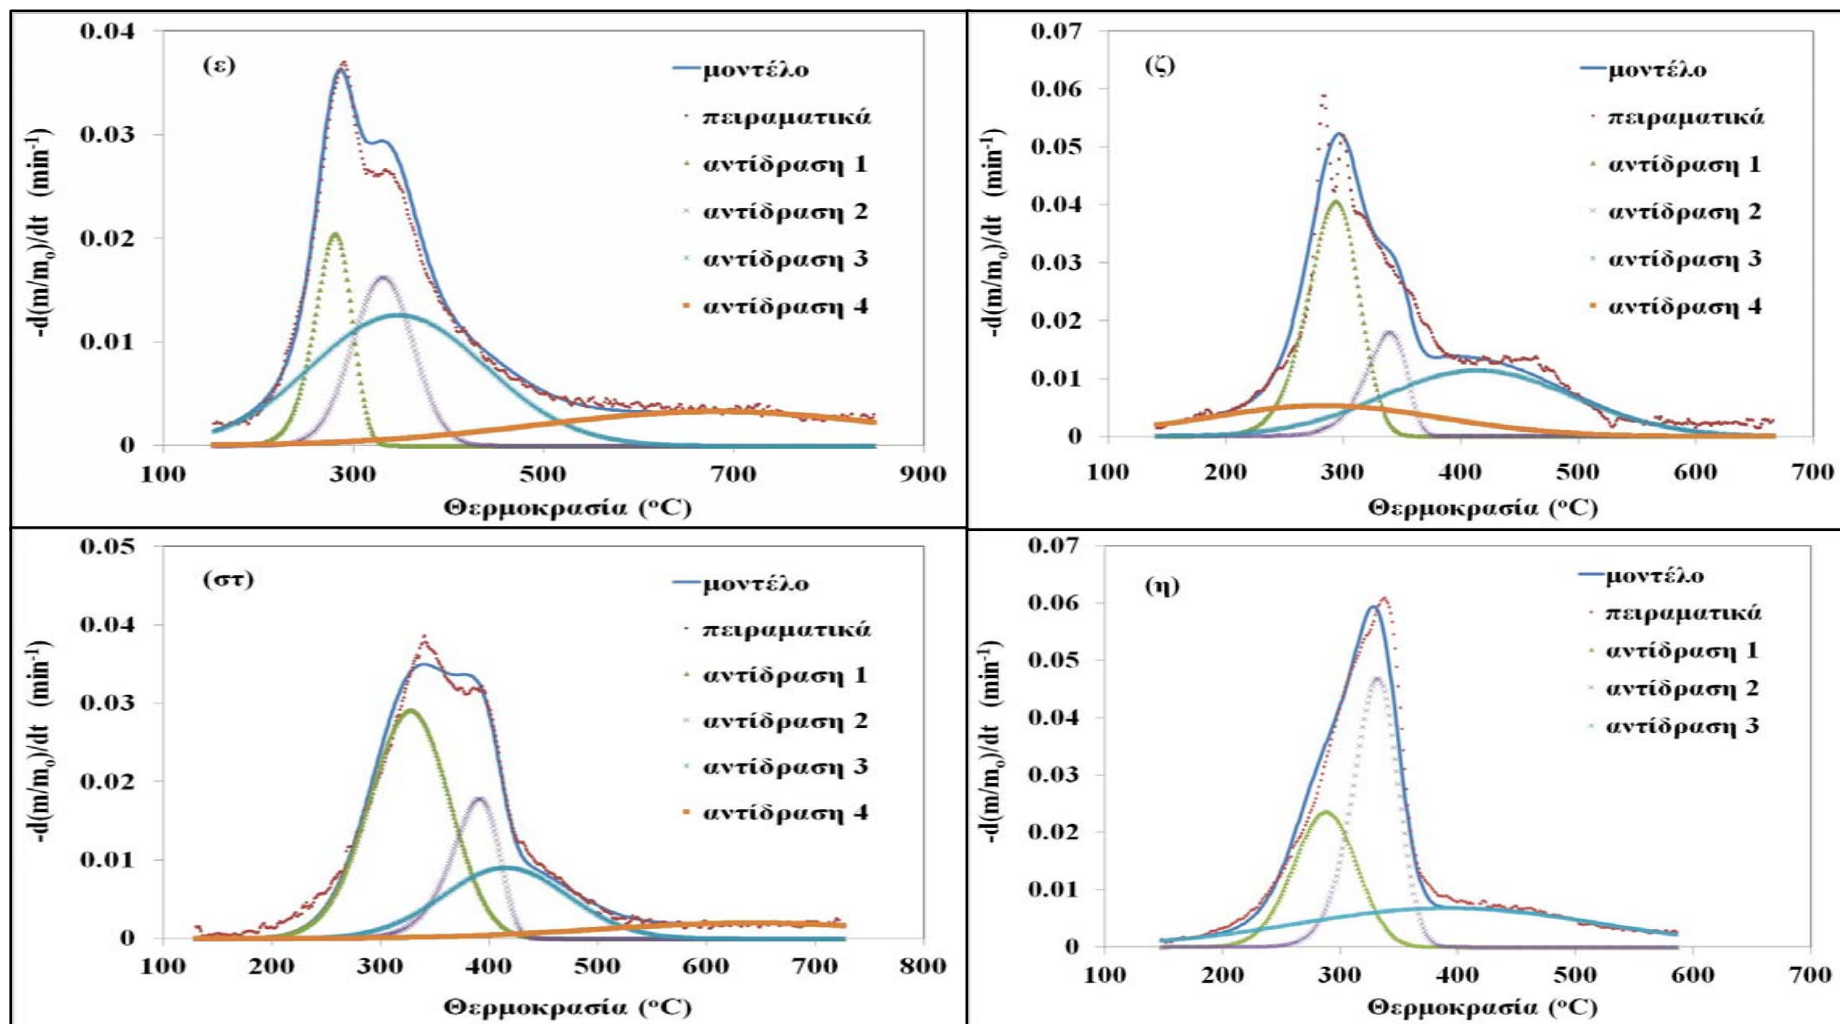 (ε)
0.04
0.03
0.02
0.01
0
-d(m/m₀)/dt (min⁻¹)
μοντέλο
πειραματικά
αντίδραση 1
αντίδραση 2
αντίδραση 3
αντίδραση 4
100 300 500 700 900
Θερμοκρασία (°C)
(ζ)
0.07
0.06
0.05
0.04
0.03
0.02
0.01
0
-d(m/m₀)/dt (min⁻¹)
μοντέλο
πειραματικά
αντίδραση 1
αντίδραση 2
αντίδραση 3
αντίδραση 4
100 200 300 400 500 600 700
Θερμοκρασία (°C)
(στ)
0.05
0.04
0.03
0.02
0.01
0
-d(m/m₀)/dt (min⁻¹)
μοντέλο
πειραματικά
αντίδραση 1
αντίδραση 2
αντίδραση 3
αντίδραση 4
100 200 300 400 500 600 700 800
Θερμοκρασία (°C)
(η)
0.07
0.06
0.05
0.04
0.03
0.02
0.01
0
-d(m/m₀)/dt (min⁻¹)
μοντέλο
πειραματικά
αντίδραση 1
αντίδραση 2
αντίδραση 3
100 200 300 400 500 600 700
Θερμοκρασία (°C)